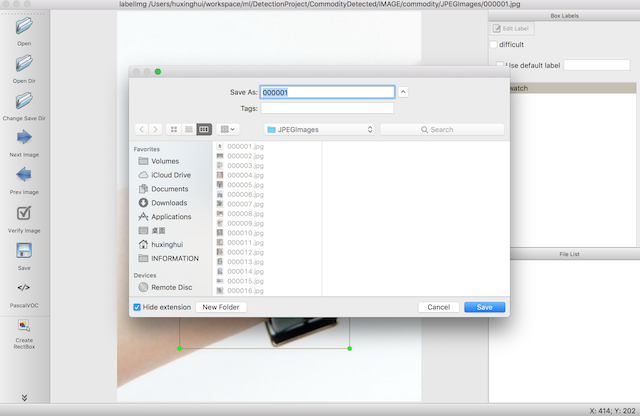 labelImg /Users/huxinghui/workspace/ml/DetectionProject/CommodityDetected/IMAGE/commodity/JPEGImages/000001.jpg
Open
Open Dir
Change Save Dir
Next Image
Prev Image
Verify Image
Save
</>
PascalVOC
Create
RectBox
Save As: 000001
Tags:
JPEGImages
Search
Favorites
Volumes
iCloud Drive
Documents
Downloads
Applications
桌面
huxinghui
INFORMATION
Devices
Remote Disc
000001.jpg
000002.jpg
000003.jpg
000004.jpg
000005.jpg
000006.jpg
000007.jpg
000008.jpg
000009.jpg
000010.jpg
000011.jpg
000012.jpg
000013.jpg
000014.jpg
000015.jpg
000016.jpg
Hide extension
New Folder
Cancel
Save
Box Labels
Edit Label
difficult
Use default label
watch
File List
X: 414; Y: 202